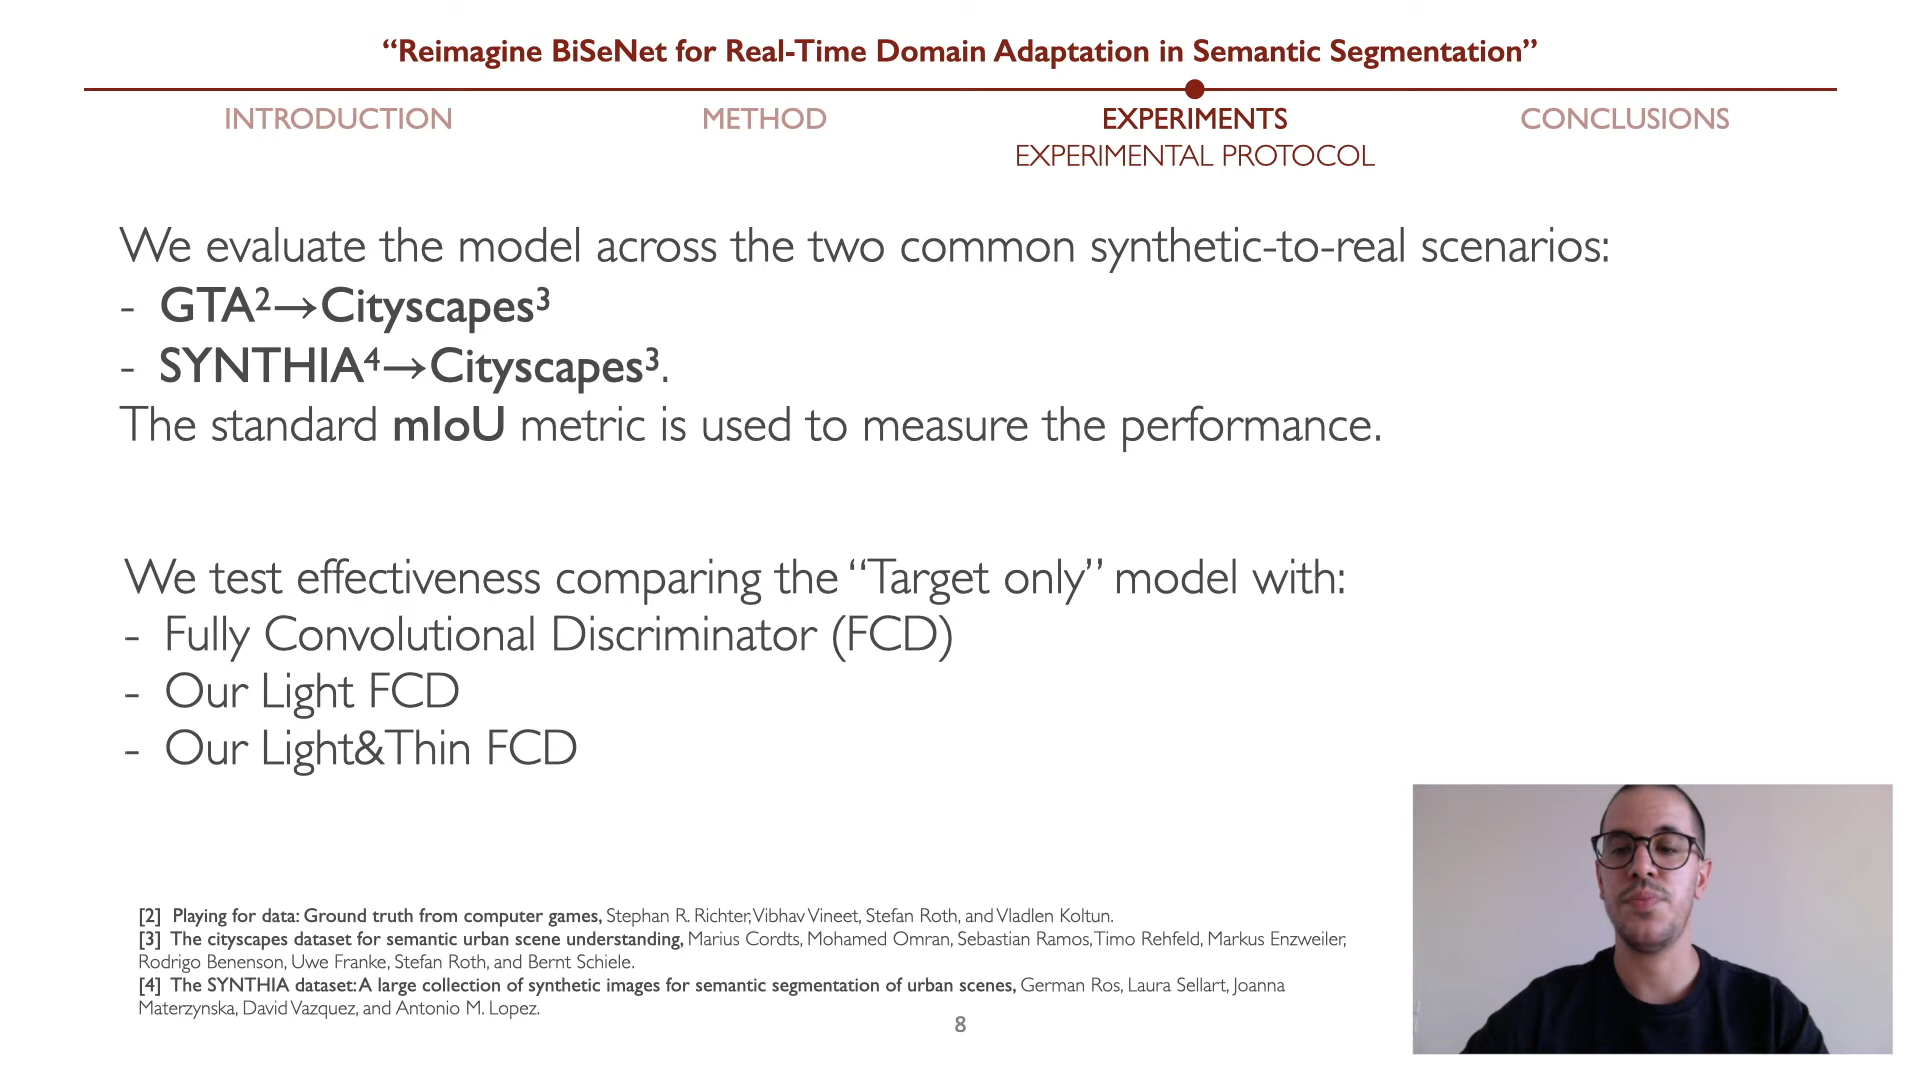 “Reimagine BiSeNet for Real-Time Domain Adaptation in Semantic Segmentation”
INTRODUCTION
METHOD
EXPERIMENTS
CONCLUSIONS
EXPERIMENTAL PROTOCOL
We evaluate the model across the two common synthetic-to-real scenarios:
- GTA²→Cityscapes³
- SYNTHIA⁴→Cityscapes³.
The standard mIoU metric is used to measure the performance.
We test effectiveness comparing the “Target only” model with:
- Fully Convolutional Discriminator (FCD)
- Our Light FCD
- Our Light&Thin FCD
[2] Playing for data: Ground truth from computer games, Stephan R. Richter, Vibhav Vineet, Stefan Roth, and Vladlen Koltun.
[3] The cityscapes dataset for semantic urban scene understanding, Marius Cordts, Mohamed Omran, Sebastian Ramos, Timo Rehfeld, Markus Enzweiler,
Rodrigo Benenson, Uwe Franke, Stefan Roth, and Bernt Schiele.
[4] The SYNTHIA dataset: A large collection of synthetic images for semantic segmentation of urban scenes, German Ros, Laura Sellart, Joanna
Materzynska, David Vazquez, and Antonio M. Lopez.
8